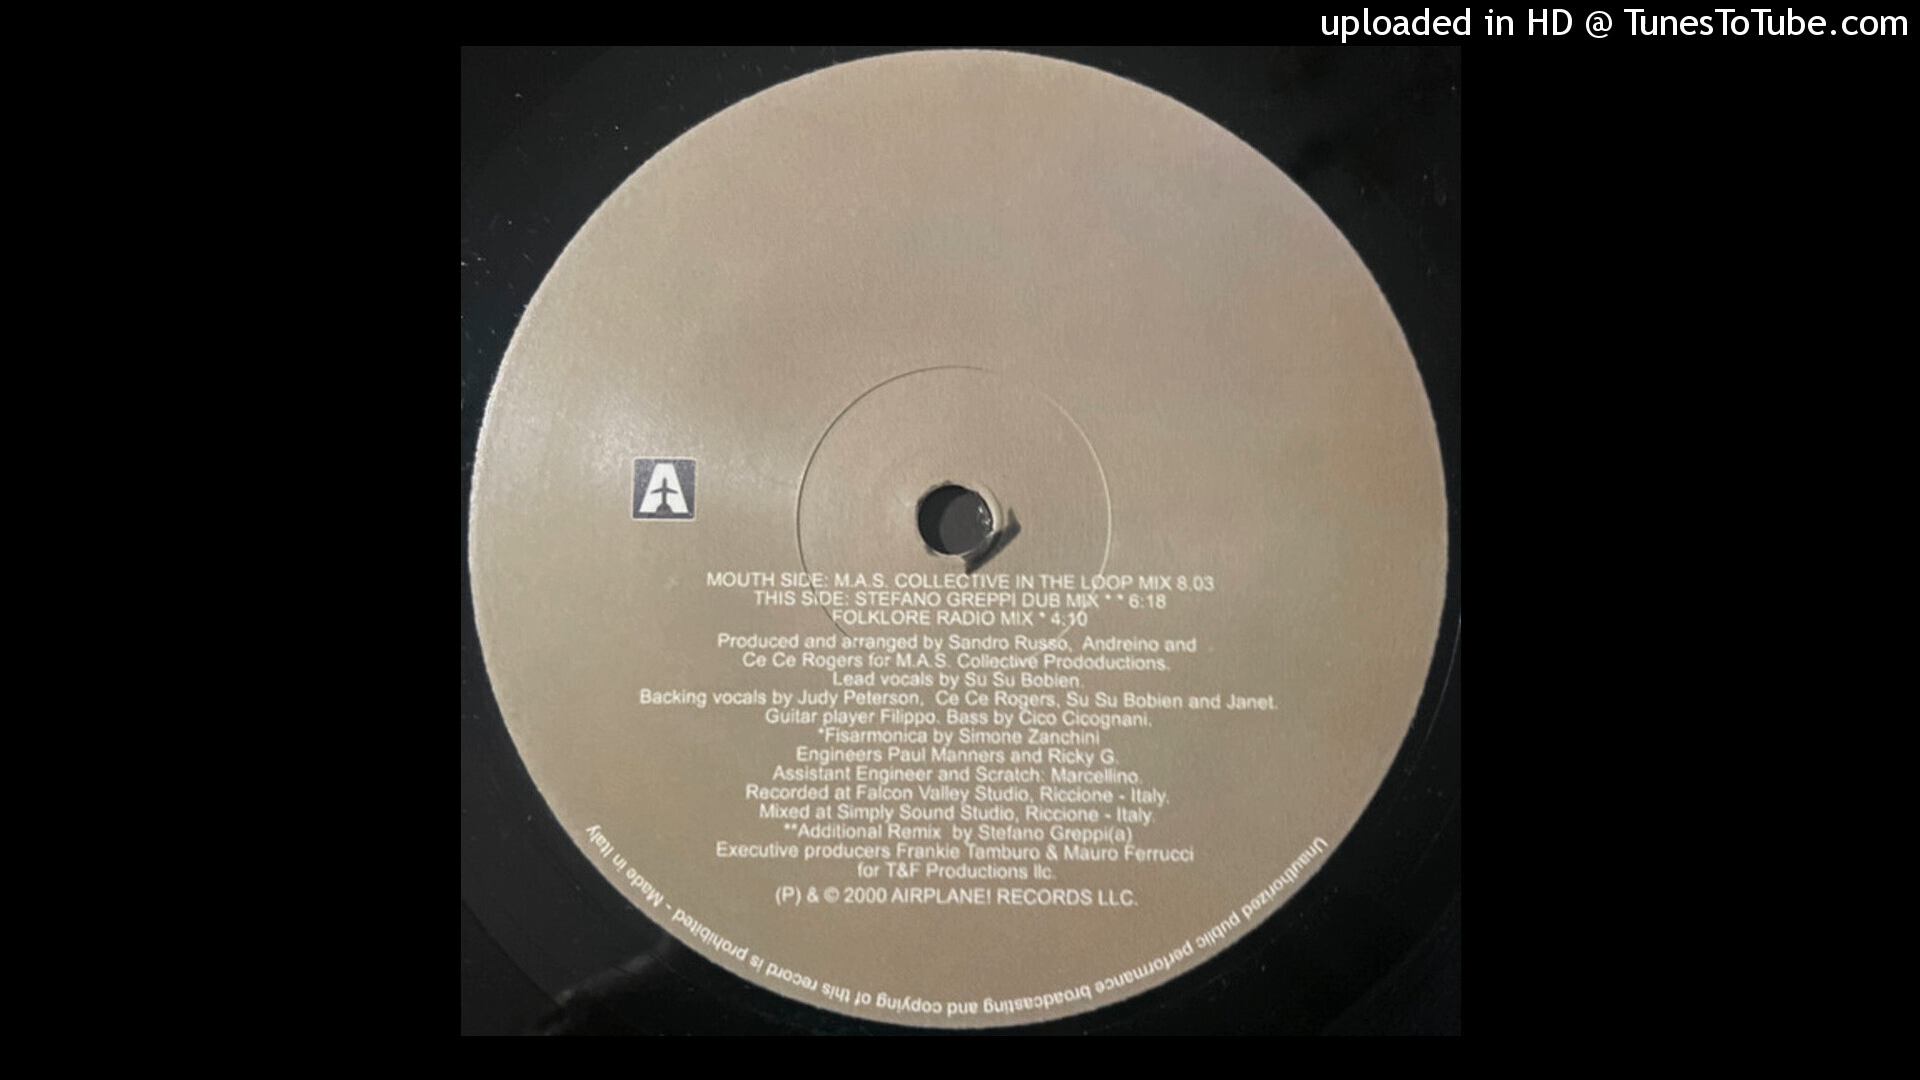 uploaded in HD @ TunesToTube.com
A
MOUTH SIDE: M.A.S. COLLECTIVE IN THE LOOP MIX 8.03
THIS SIDE: STEFANO GREPPI DUB MIX * * 6:18
FOLKLORE RADIO MIX * 4:10
Produced and arranged by Sandro Russo, Andreino and
Ce Ce Rogers for M.A.S. Collective Prodoductions.
Lead vocals by Su Su Bobien.
Backing vocals by Judy Peterson, Ce Ce Rogers, Su Su Bobien and Janet.
Guitar player Filippo. Bass by Cico Cicognani.
*Fisarmonica by Simone Zanchini
Engineers Paul Manners and Ricky G.
Assistant Engineer and Scratch: Marcellino.
Recorded at Falcon Valley Studio, Riccione - Italy.
Mixed at Simply Sound Studio, Riccione - Italy.
**Additional Remix by Stefano Greppi(a)
Executive producers Frankie Tamburo & Mauro Ferrucci
for T&F Productions llc.
(P) & © 2000 AIRPLANE! RECORDS LLC.
Unauthorized public performance broadcasting and copying of this record is prohibited - Made in Italy